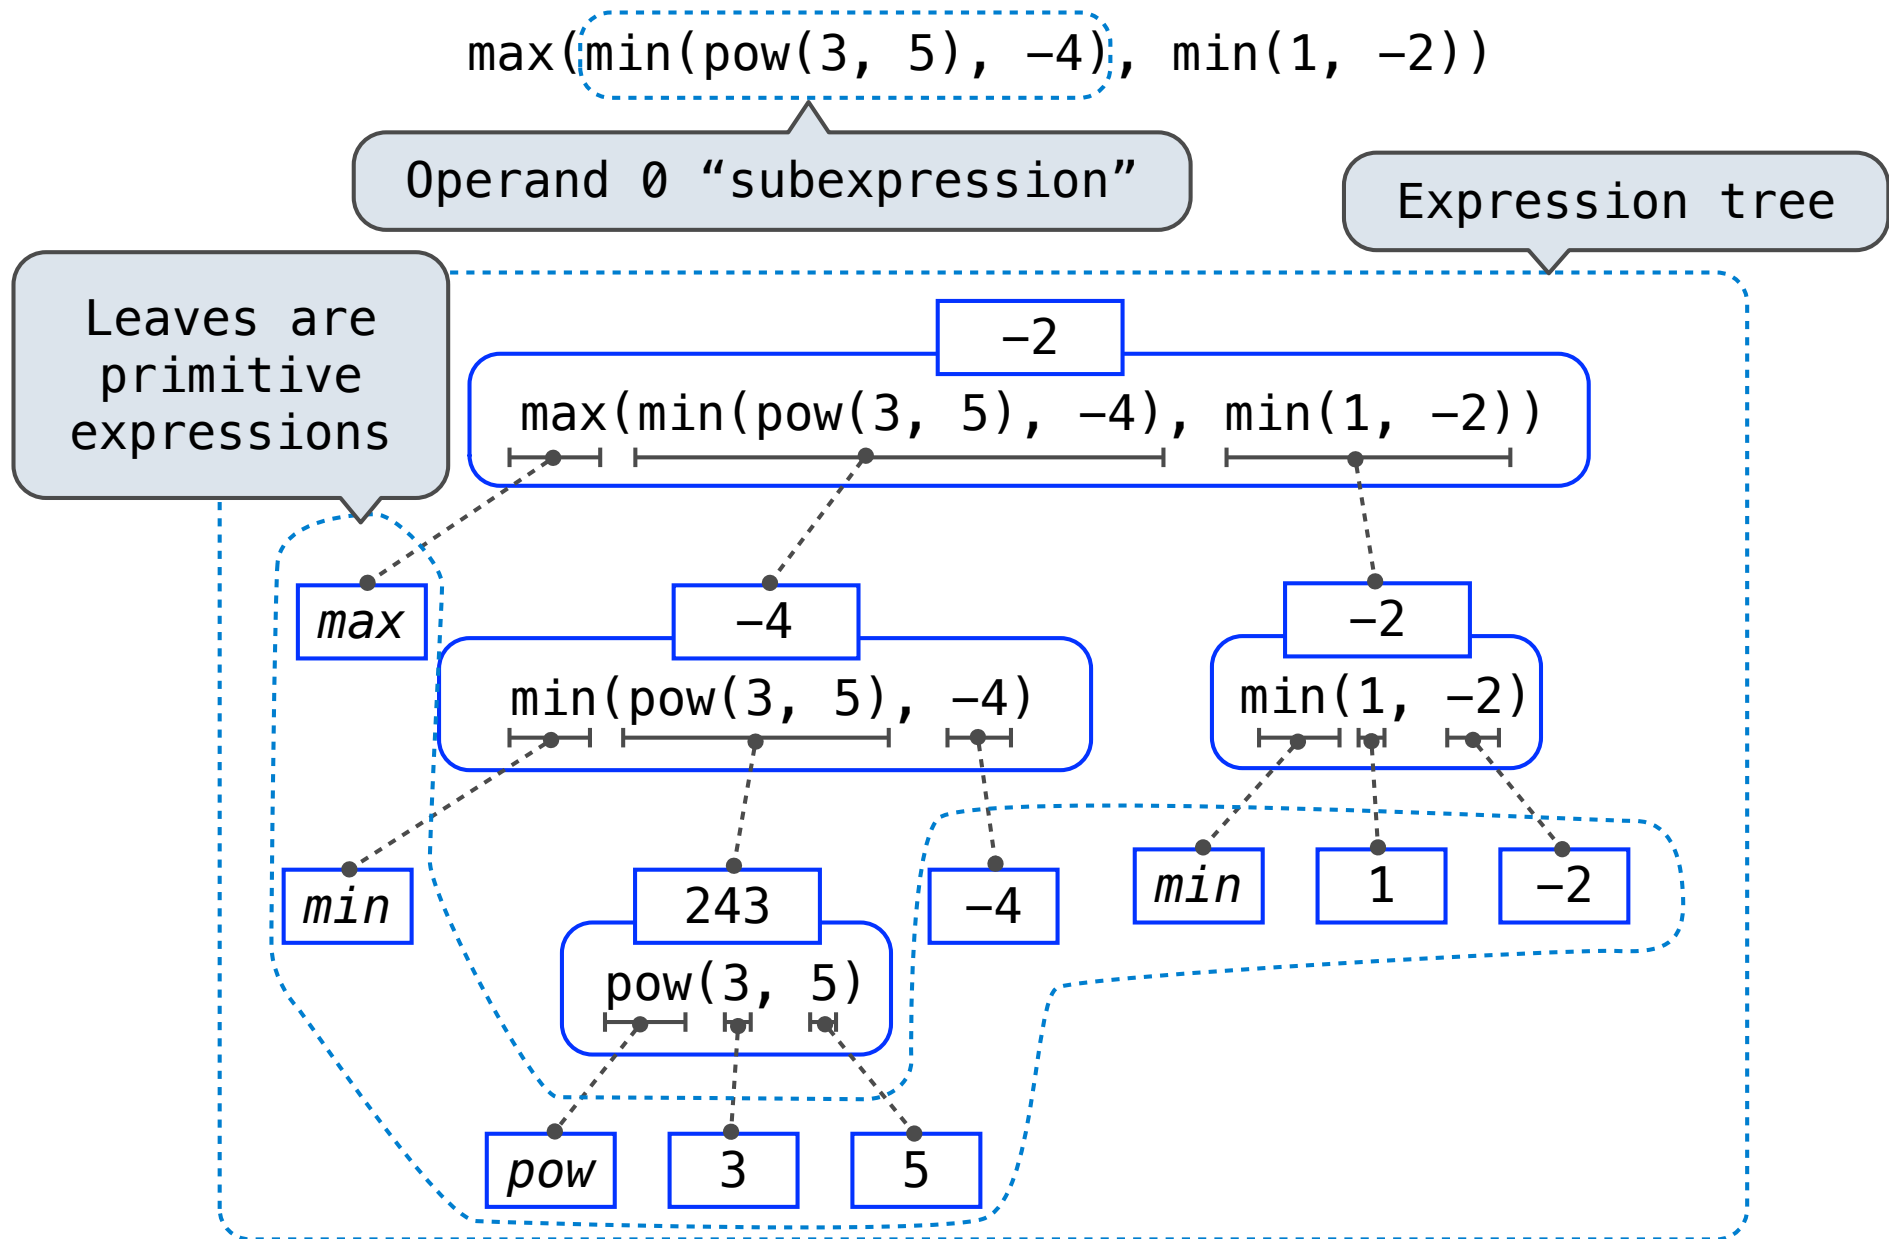 max(min(pow(3, 5), −4), min(1, −2))
Operand 0 “subexpression”
Expression tree
Leaves are
primitive
expressions
−2
max(min(pow(3, 5), −4), min(1, −2))
max
−4
−2
min(pow(3, 5), −4)
min(1, −2)
min
243
−4
min
1
−2
pow(3, 5)
pow
3
5